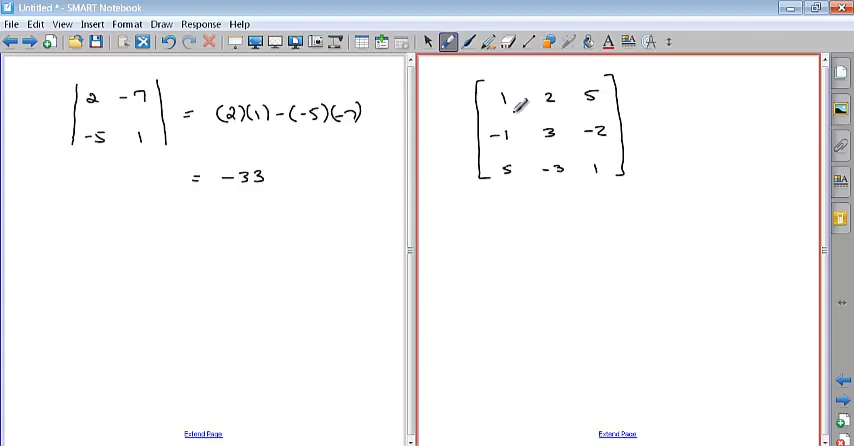 Untitled * - SMART Notebook
File Edit View Insert Format Draw Response Help
2 -7
-5 1
= (2)(1) - (-5)(-7)
= -33
1 2 5
-1 3 -2
5 -3 1
Extend Page
Extend Page